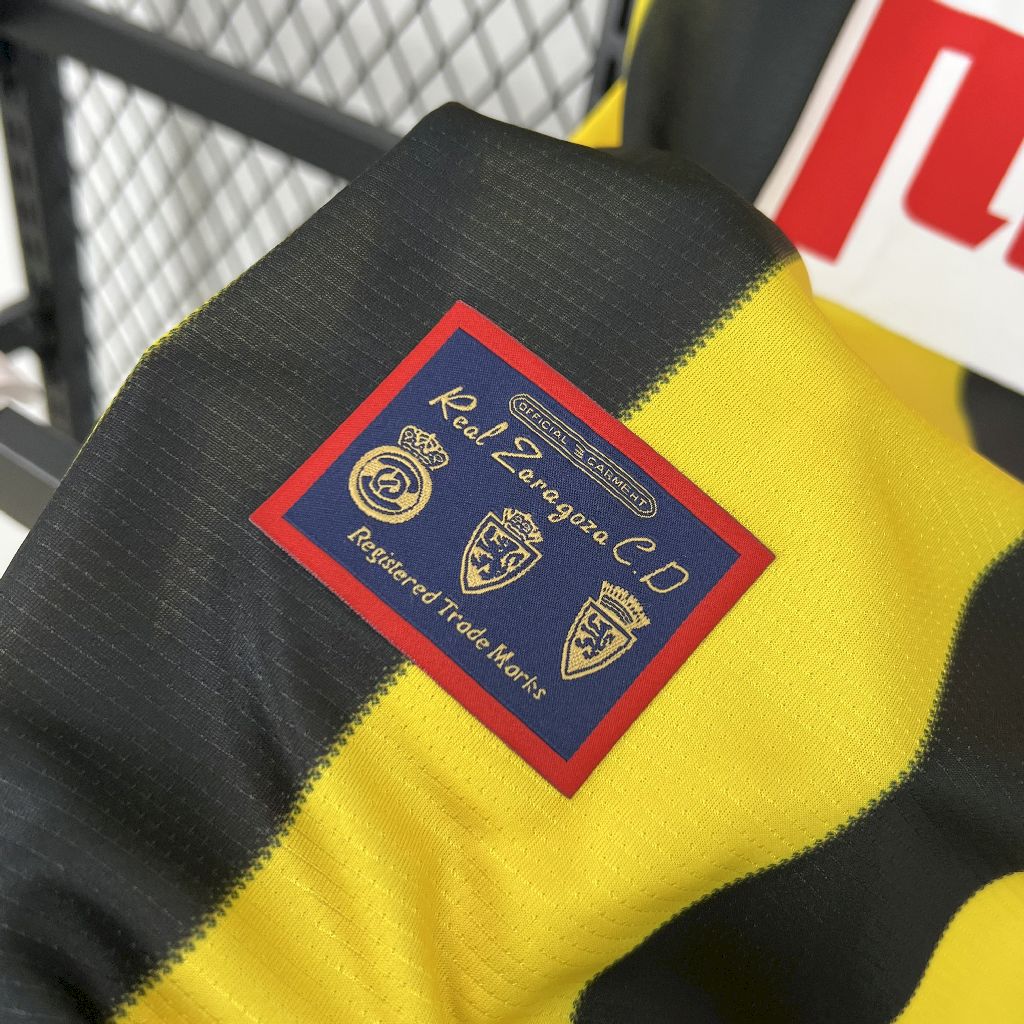 OFFICIAL GARMENT
Real Zaragoza C.D
Registered Trade Marks